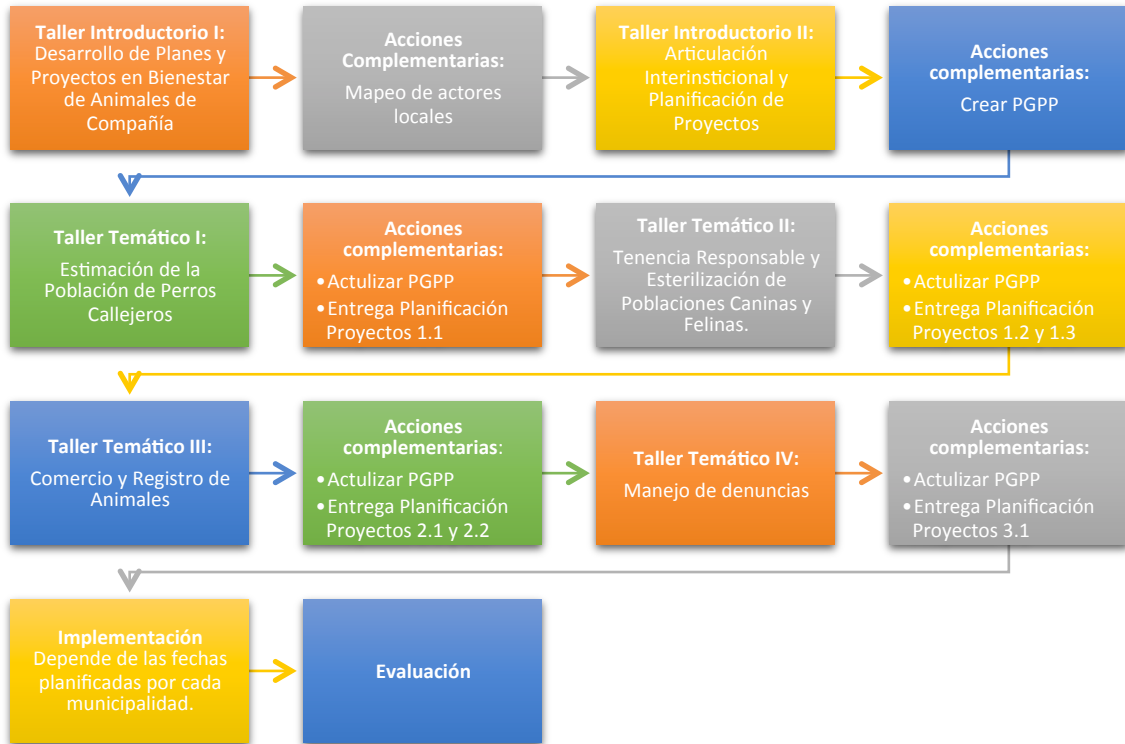 Taller Introductorio I:
Desarrollo de Planes y
Proyectos en Bienestar
de Animales de
Compañía
Acciones
Complementarias:
Mapeo de actores
locales
Taller Introductorio II:
Articulación
Interinsticional y
Planificación de
Proyectos
Acciones
complementarias:
Crear PGPP
Taller Temático I:
Estimación de la
Población de Perros
Callejeros
Acciones
complementarias:
•Actulizar PGPP
•Entrega Planificación
Proyectos 1.1
Taller Temático II:
Tenencia Responsable y
Esterilización de
Poblaciones Caninas y
Felinas.
Acciones
complementarias:
•Actulizar PGPP
•Entrega Planificación
Proyectos 1.2 y 1.3
Taller Temático III:
Comercio y Registro de
Animales
Acciones
complementarias:
•Actulizar PGPP
•Entrega Planificación
Proyectos 2.1 y 2.2
Taller Temático IV:
Manejo de denuncias
Acciones
complementarias:
•Actulizar PGPP
•Entrega Planificación
Proyectos 3.1
Implementación
Depende de las fechas
planificadas por cada
municipalidad.
Evaluación